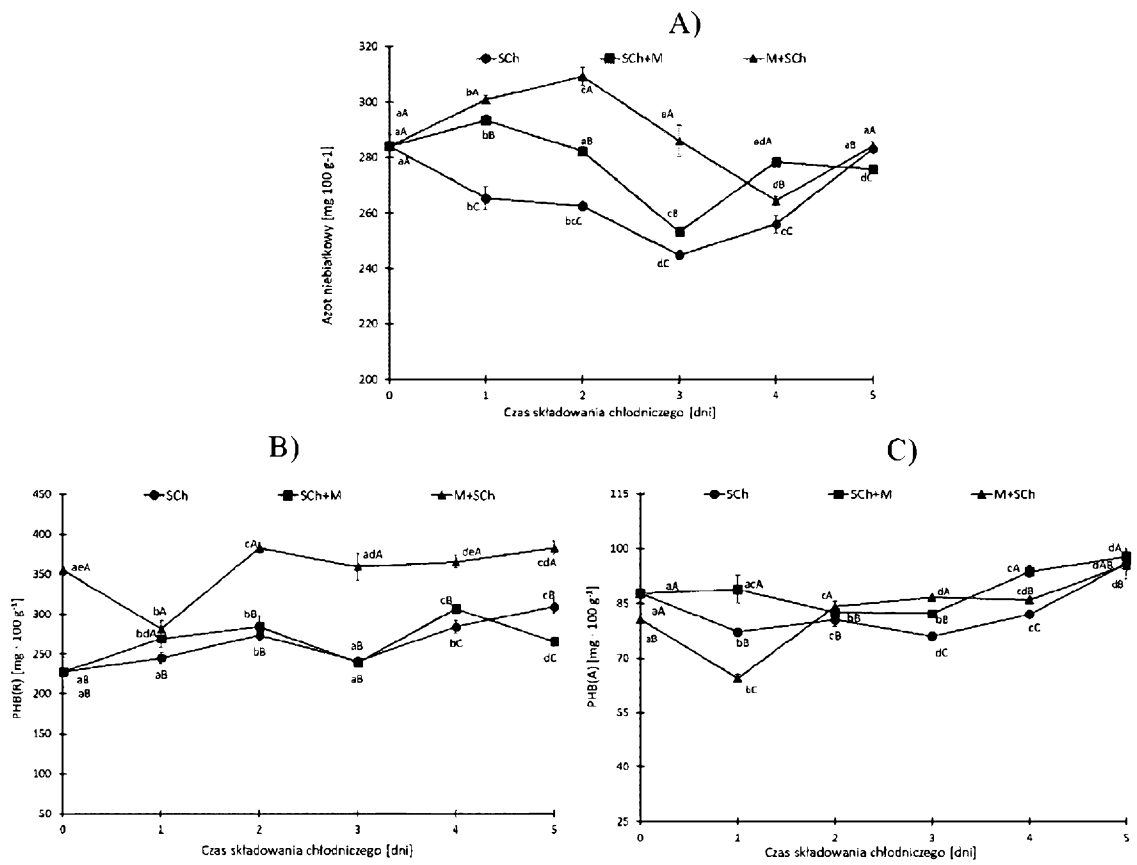 A)
Azot niebiałkowy [mg 100 g-1]
320
300
280
260
240
220
200
SCh SCh+M M+SCh
aA
aA
aA
bA
bB
bC
cA
aB
bcC
aA
cB
dC
adA
dB
cC
aA
aB
dC
0 1 2 3 4 5
Czas składowania chłodniczego [dni]
B)
PHB(R) [mg · 100 g⁻¹]
450
400
350
300
250
200
150
100
50
SCh SCh+M M+SCh
aeA
aB
aB
bA
bdA
aB
cA
bB
bB
adA
aB
aB
deA
cB
bC
cdA
cB
dC
0 1 2 3 4 5
Czas składowania chłodniczego [dni]
C)
PHB(A) [mg · 100 g⁻¹]
115
100
85
70
55
40
25
SCh SCh+M M+SCh
aA
aA
aB
acA
bB
bC
cA
bB
cB
dA
bB
dC
cA
cdB
cC
dA
dAB
dB
0 1 2 3 4 5
Czas składowania chłodniczego [dni]